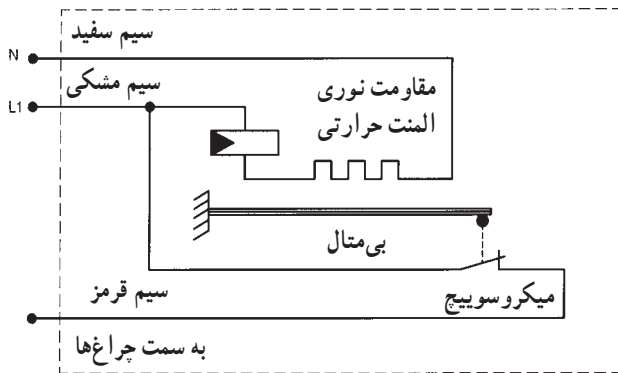 سیم سفید
N
سیم مشکی
L1
مقاومت نوری
المنت حرارتی
بی‌متال
میکروسوییچ
سیم قرمز
به سمت چراغ‌ها